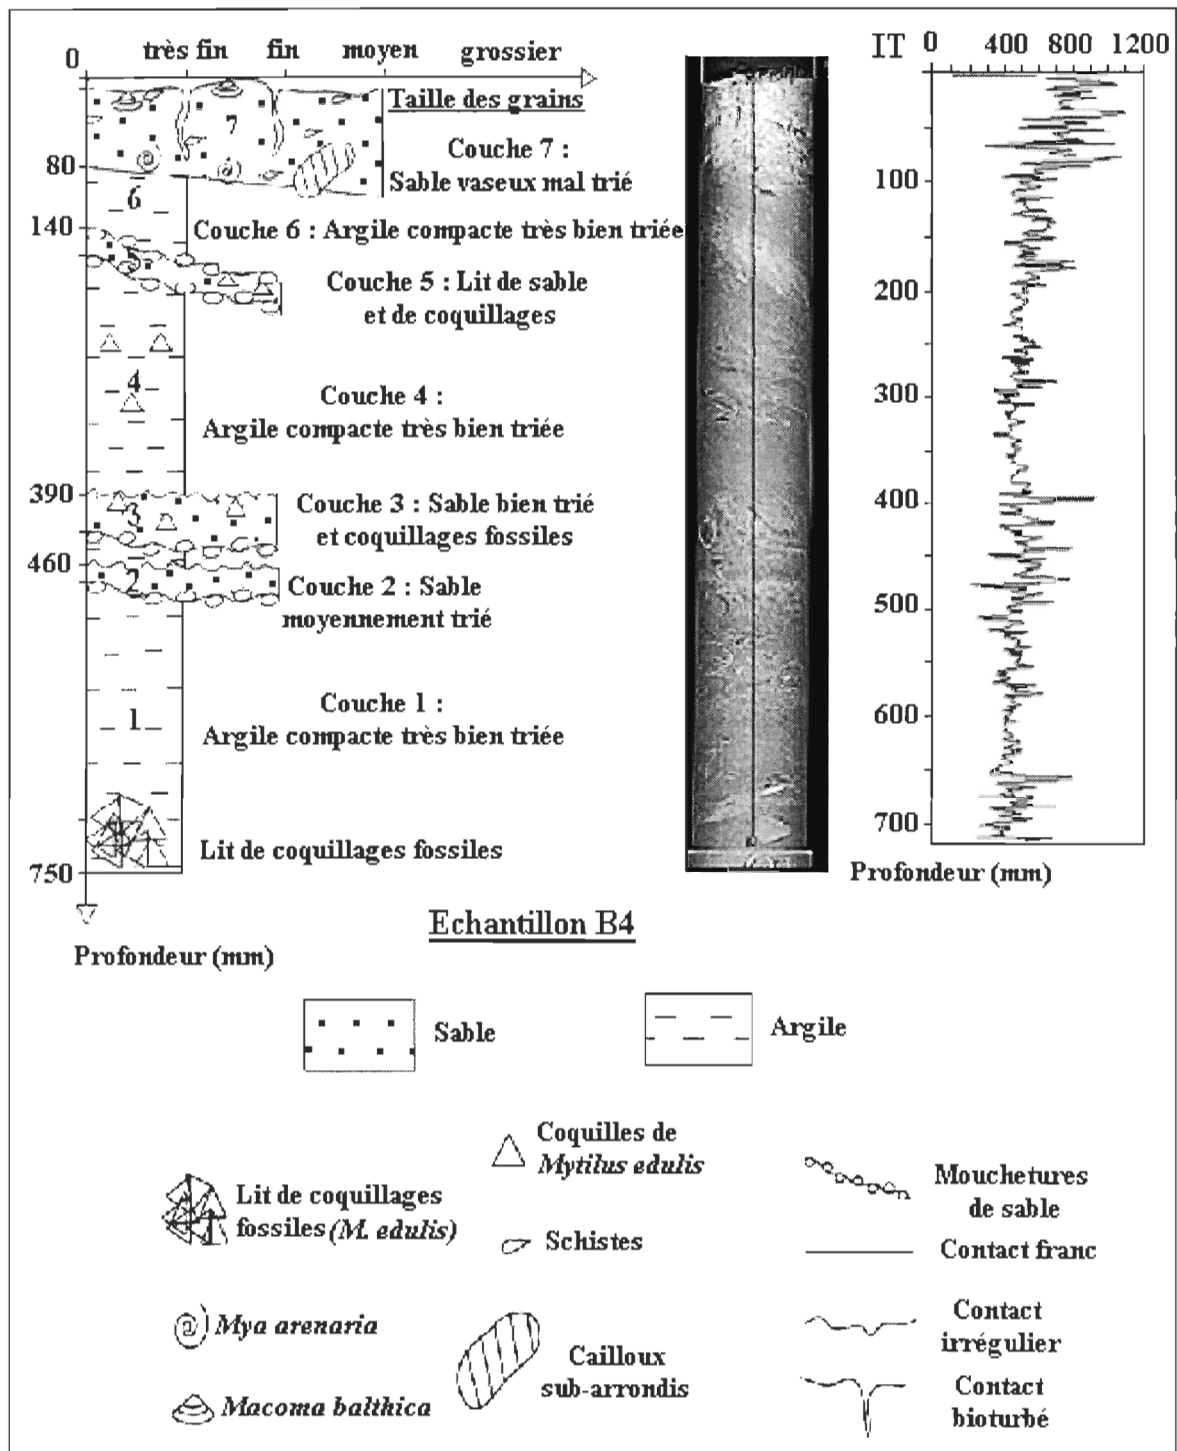 0 très fin fin moyen grossier
Taille des grains
7
Couche 7 :
Sable vaseux mal trié
80
6
140
Couche 6 : Argile compacte très bien triée
5
Couche 5 : Lit de sable
et de coquillages
4
Couche 4 :
Argile compacte très bien triée
390
3
Couche 3 : Sable bien trié
et coquillages fossiles
460
2
Couche 2 : Sable
moyennement trié
1
Couche 1 :
Argile compacte très bien triée
Lit de coquillages fossiles
750
Profondeur (mm)
IT 0 400 800 1200
100
200
300
400
500
600
700
Profondeur (mm)
Echantillon B4
Sable
Argile
Lit de coquillages
fossiles (M. edulis)
Mya arenaria
Macoma balthica
Coquilles de
Mytilus edulis
Schistes
Cailloux
sub-arrondis
Mouchetures
de sable
Contact franc
Contact
irrégulier
Contact
bioturbé